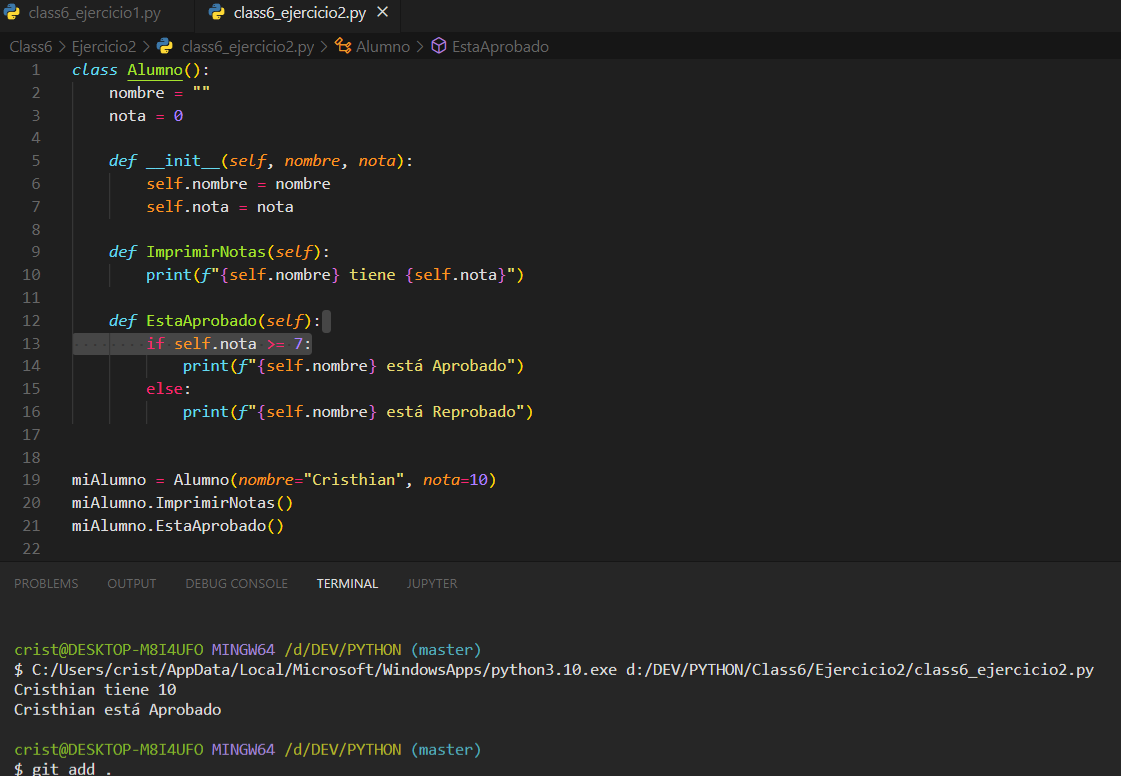 class6_ejercicio1.py class6_ejercicio2.py
Class6 > Ejercicio2 > class6_ejercicio2.py > Alumno > EstaAprobado
1 class Alumno():
2     nombre = ""
3     nota = 0
4
5     def __init__(self, nombre, nota):
6         self.nombre = nombre
7         self.nota = nota
8
9     def ImprimirNotas(self):
10         print(f"{self.nombre} tiene {self.nota}")
11
12     def EstaAprobado(self):
13         if self.nota >= 7:
14             print(f"{self.nombre} está Aprobado")
15         else:
16             print(f"{self.nombre} está Reprobado")
17
18
19 miAlumno = Alumno(nombre="Cristhian", nota=10)
20 miAlumno.ImprimirNotas()
21 miAlumno.EstaAprobado()
22
PROBLEMS OUTPUT DEBUG CONSOLE TERMINAL JUPYTER
crist@DESKTOP-M8I4UFO MINGW64 /d/DEV/PYTHON (master)
$ C:/Users/crist/AppData/Local/Microsoft/WindowsApps/python3.10.exe d:/DEV/PYTHON/Class6/Ejercicio2/class6_ejercicio2.py
Cristhian tiene 10
Cristhian está Aprobado
crist@DESKTOP-M8I4UFO MINGW64 /d/DEV/PYTHON (master)
$ git add .